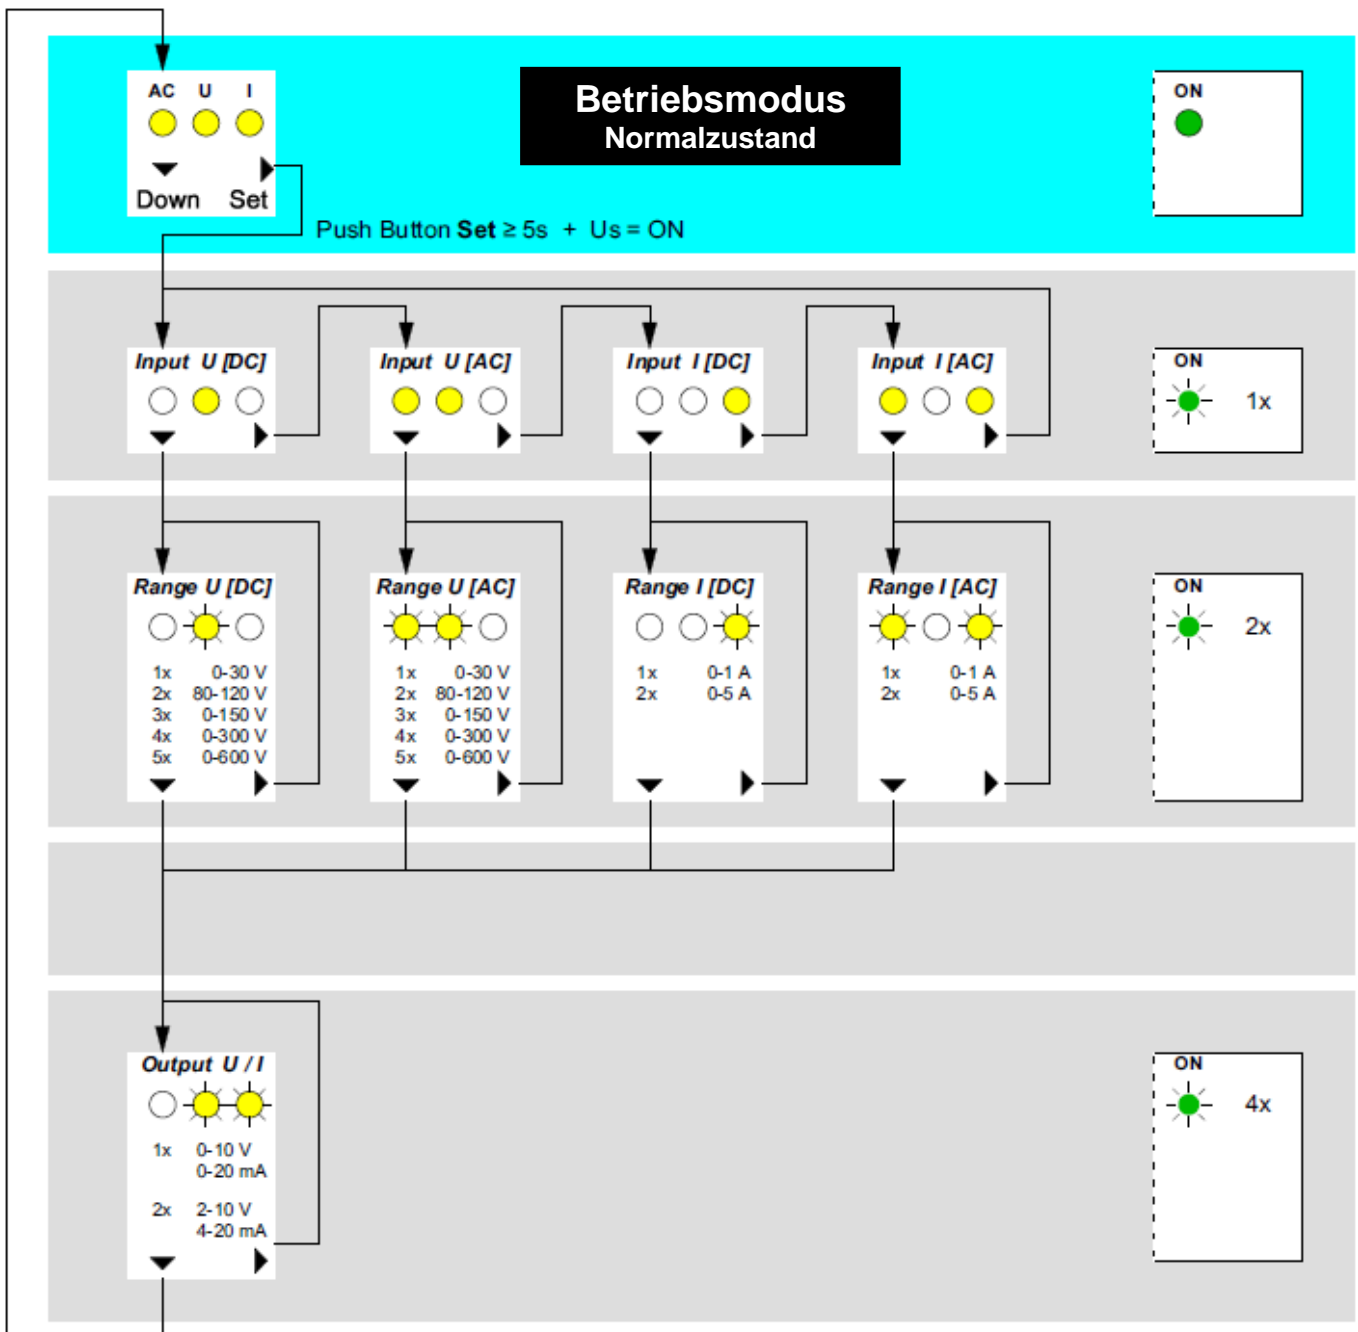 AC U I
Down Set
Betriebsmodus
Normalzustand
ON
Push Button Set ≥ 5s + Us = ON
Input U [DC]
Input U [AC]
Input I [DC]
Input I [AC]
ON
1x
Range U [DC]
1x 0-30 V
2x 80-120 V
3x 0-150 V
4x 0-300 V
5x 0-600 V
Range U [AC]
1x 0-30 V
2x 80-120 V
3x 0-150 V
4x 0-300 V
5x 0-600 V
Range I [DC]
1x 0-1 A
2x 0-5 A
Range I [AC]
1x 0-1 A
2x 0-5 A
ON
2x
Output U / I
1x 0-10 V
0-20 mA
2x 2-10 V
4-20 mA
ON
4x